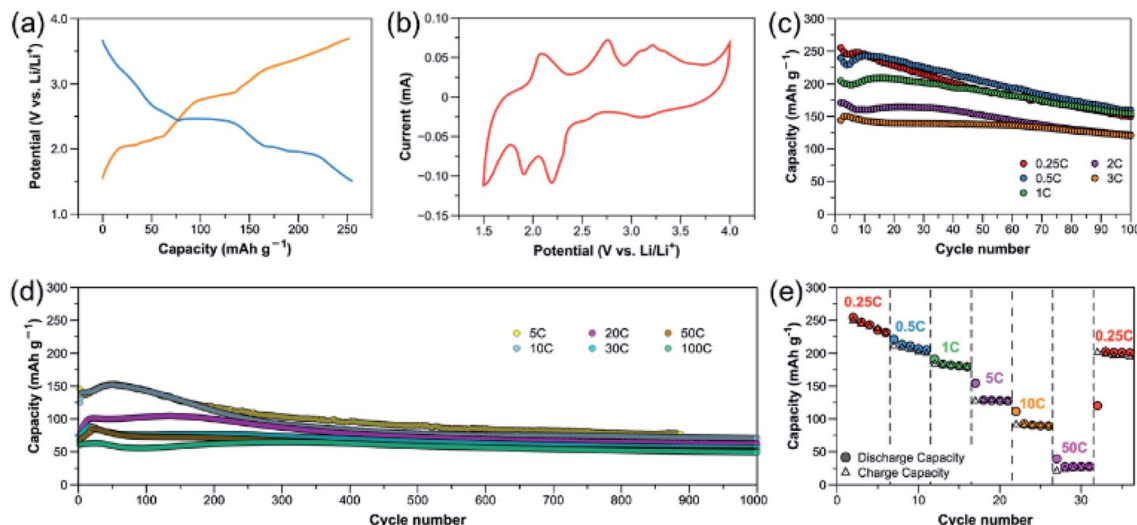 (a)
Potential (V vs. Li/Li+)
4.0
3.0
2.0
1.0
0 50 100 150 200 250
Capacity (mAh g−1)
(b)
Current (mA)
0.10
0.05
0.00
−0.05
−0.10
−0.15
1.5 2.0 2.5 3.0 3.5 4.0
Potential (V vs. Li/Li+)
(c)
Capacity (mAh g-1)
300
250
200
150
100
50
0
0.25C 2C
0.5C 3C
1C
0 10 20 30 40 50 60 70 80 90 100
Cycle number
(d)
Capacity (mAh g-1)
300
250
200
150
100
50
0
5C 20C 50C
10C 30C 100C
0 100 200 300 400 500 600 700 800 900 1000
Cycle number
(e)
Capacity (mAh g-1)
300
250
200
150
100
50
0
0.25C
0.5C
1C
5C
10C
50C
0.25C
Discharge Capacity
Charge Capacity
0 10 20 30
Cycle number